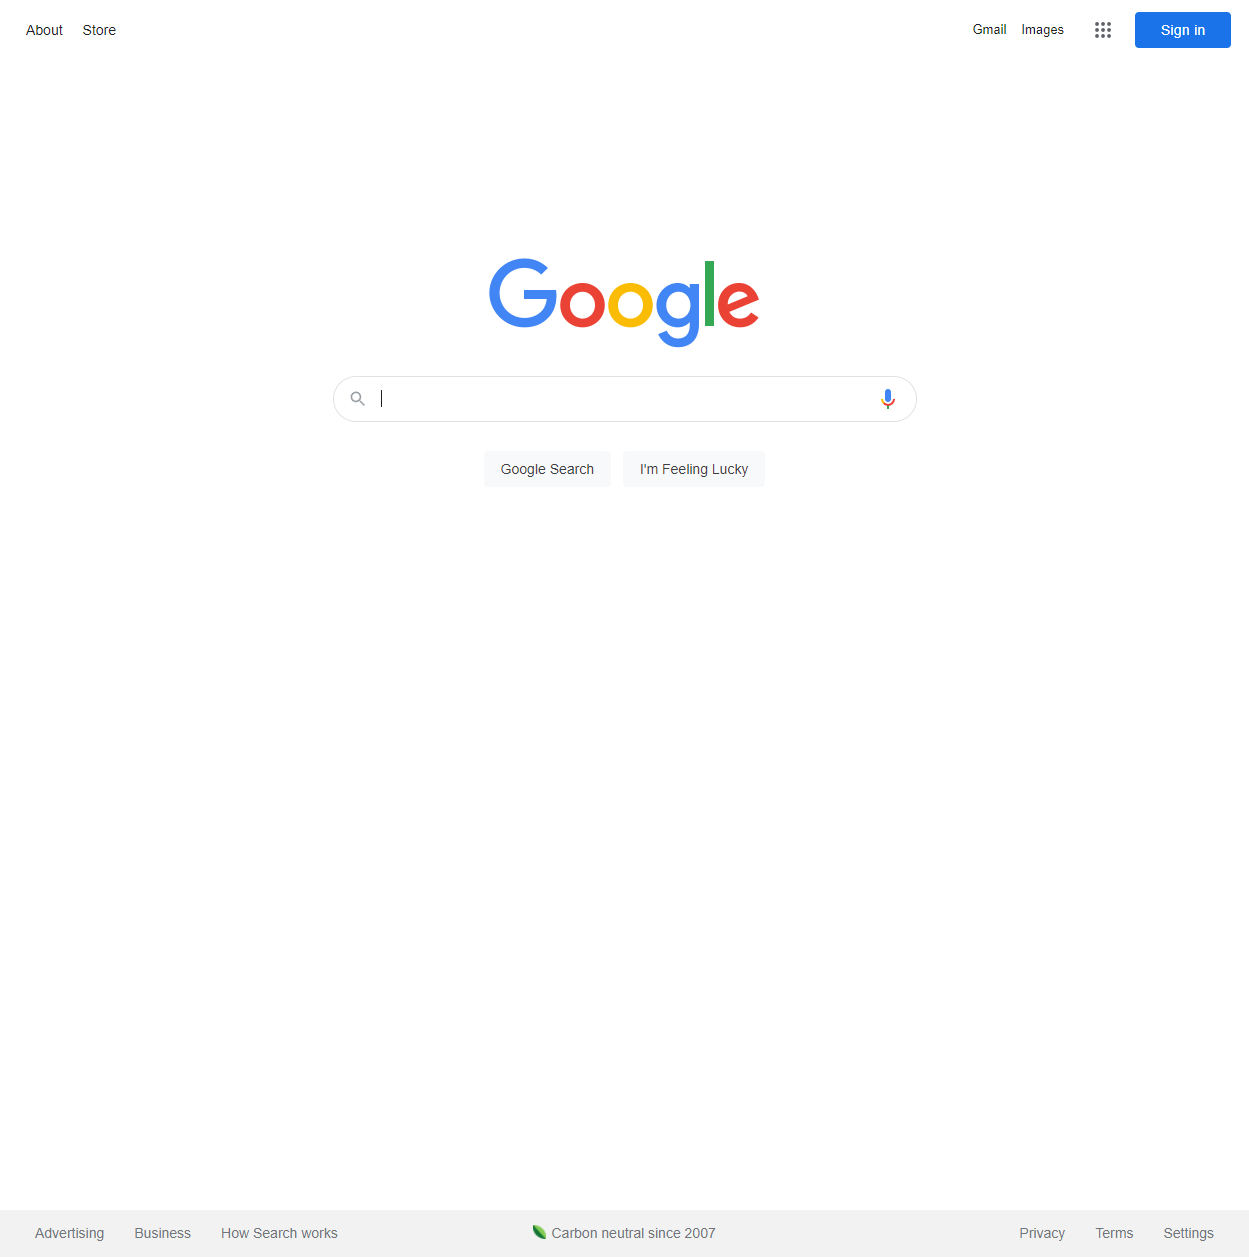 About Store Gmail Images Sign in
Google
Google Search I'm Feeling Lucky
Advertising Business How Search works Carbon neutral since 2007 Privacy Terms Settings